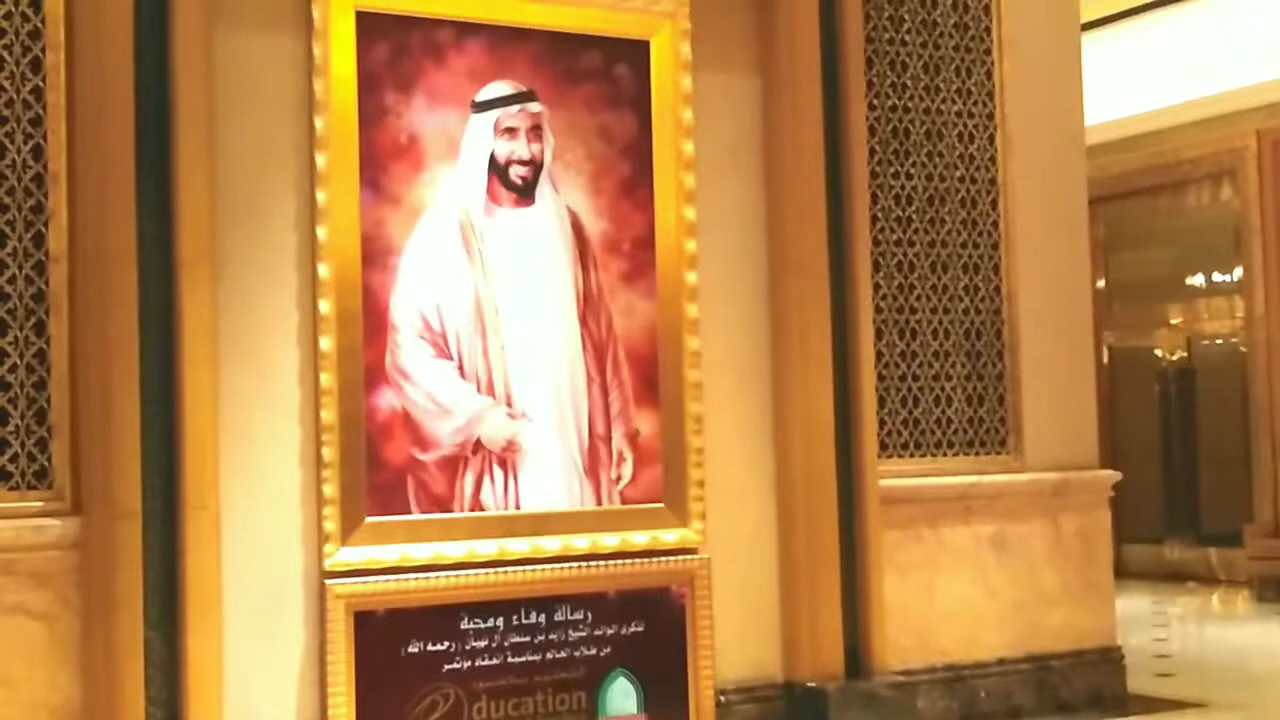 رسالة وفاء ومحبة
لذكرى الوالد الشيخ زايد بن سلطان آل نهيان (رحمه الله)
من طلاب العالم بمناسبة انعقاد مؤتمر
ducation